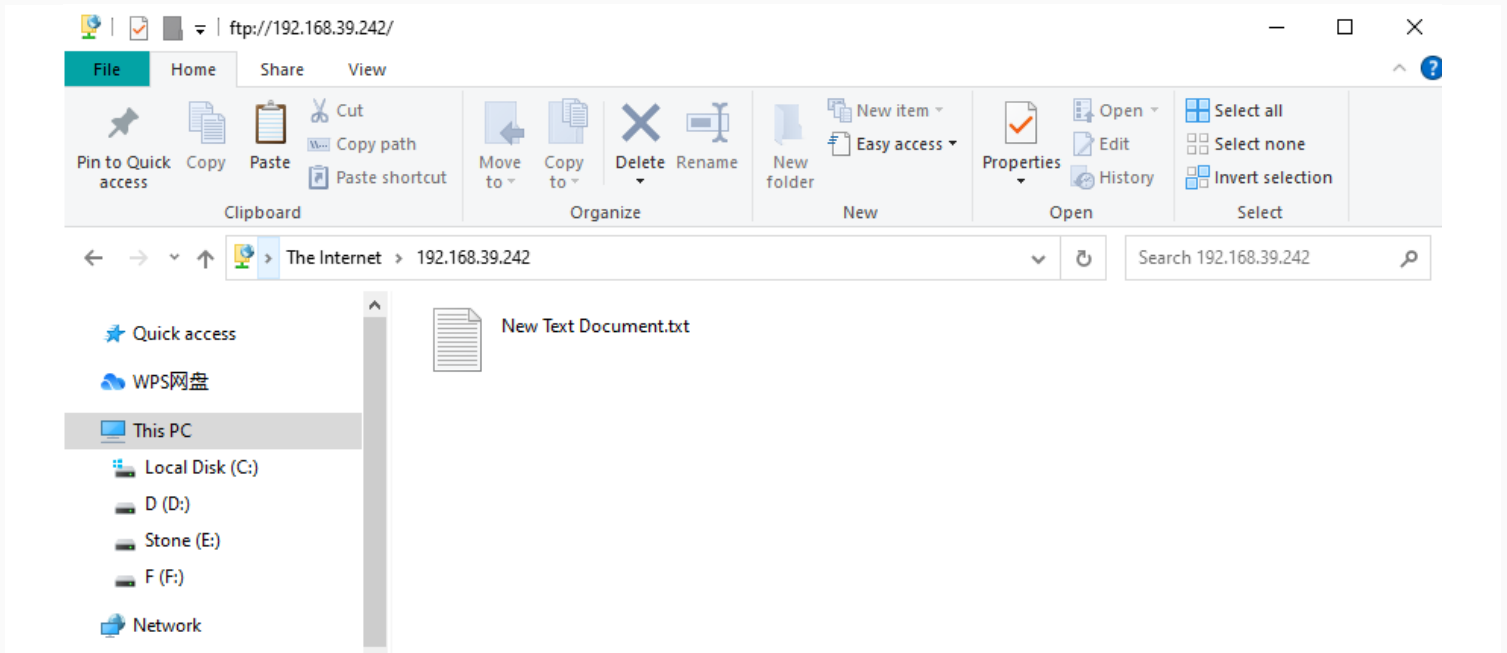 ftp://192.168.39.242/
File Home Share View
?
Pin to Quick access
Copy
Paste
Cut
W... Copy path
Paste shortcut
Clipboard
Move to
Copy to
Delete
Rename
Organize
New folder
New item
Easy access
New
Properties
Open
Edit
History
Open
Select all
Select none
Invert selection
Select
The Internet > 192.168.39.242
Search 192.168.39.242
Quick access
WPS网盘
This PC
Local Disk (C:)
D (D:)
Stone (E:)
F (F:)
Network
New Text Document.txt